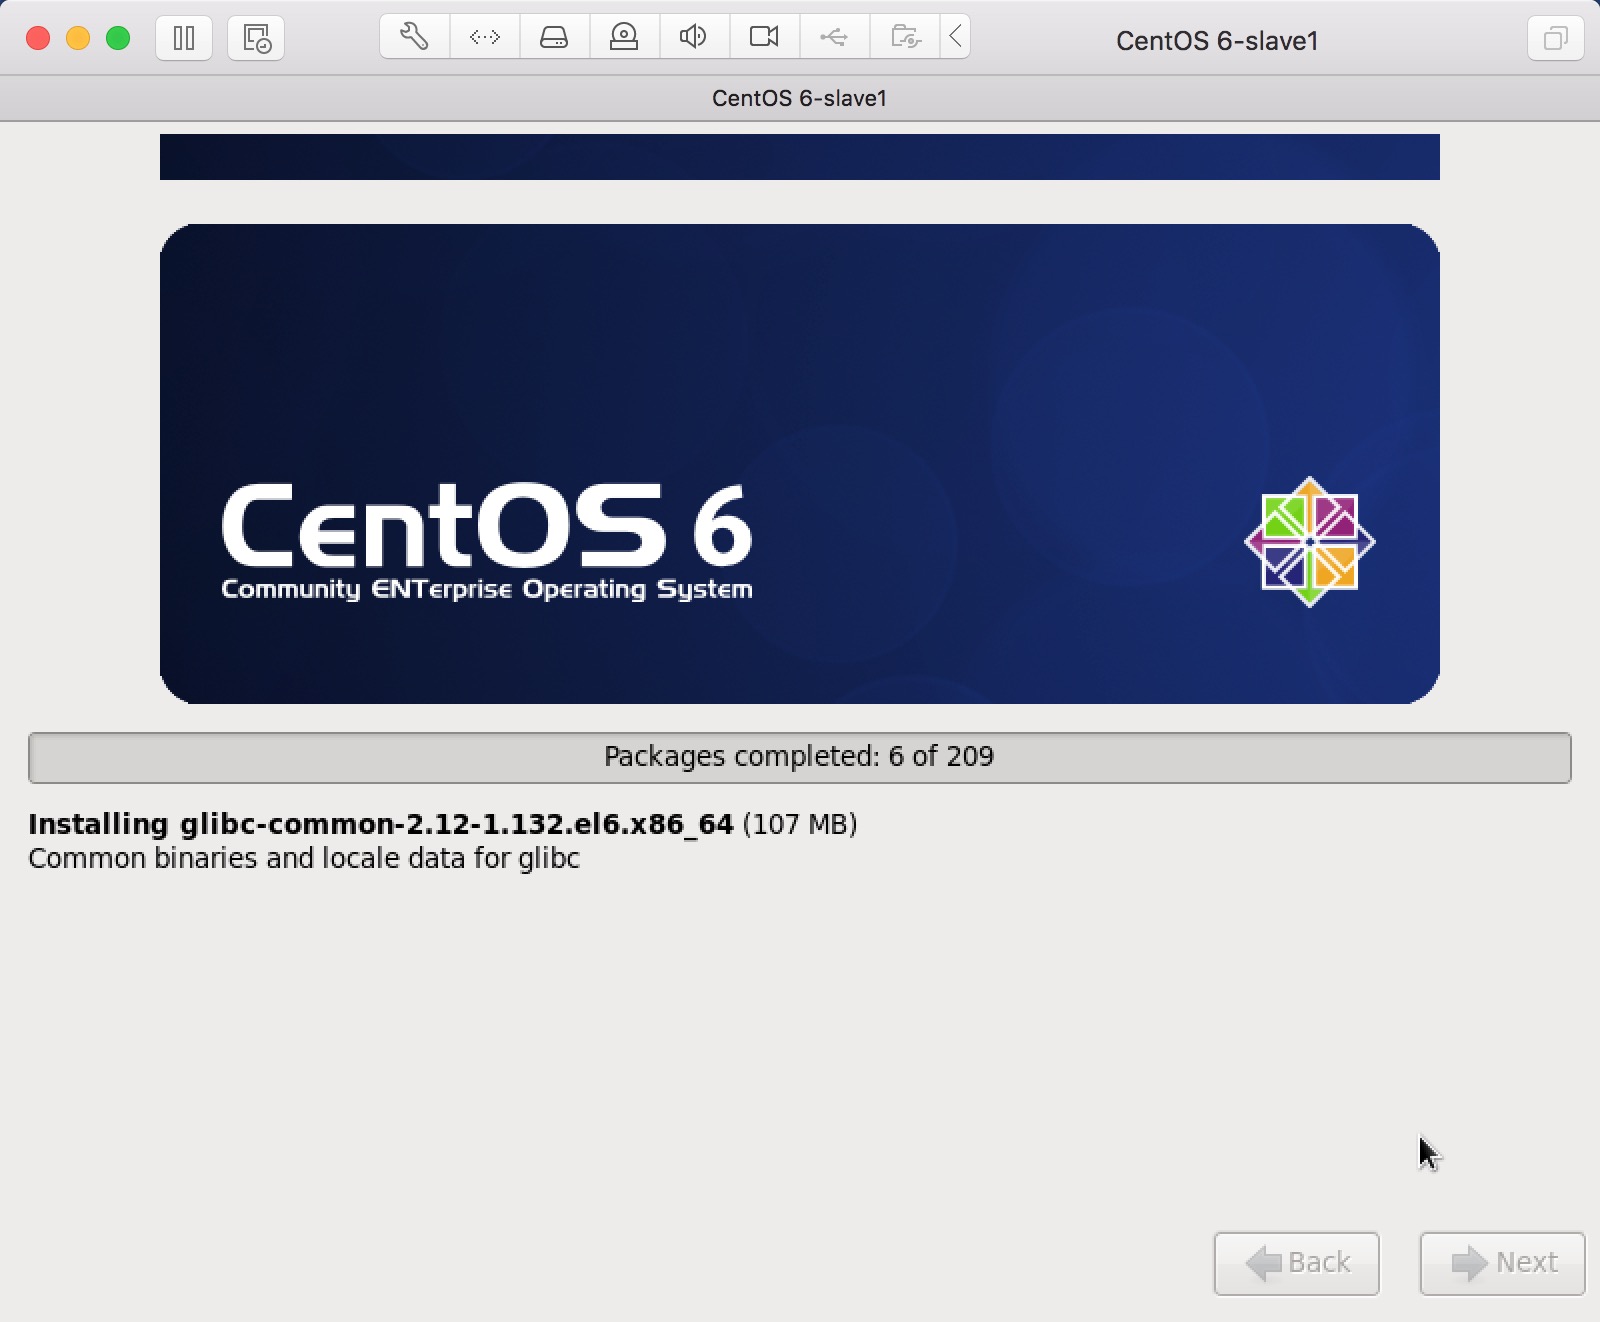 CentOS 6-slave1
CentOS 6-slave1
CentOS 6
Community ENTerprise Operating System
Packages completed: 6 of 209
Installing glibc-common-2.12-1.132.el6.x86_64 (107 MB)
Common binaries and locale data for glibc
Back
Next